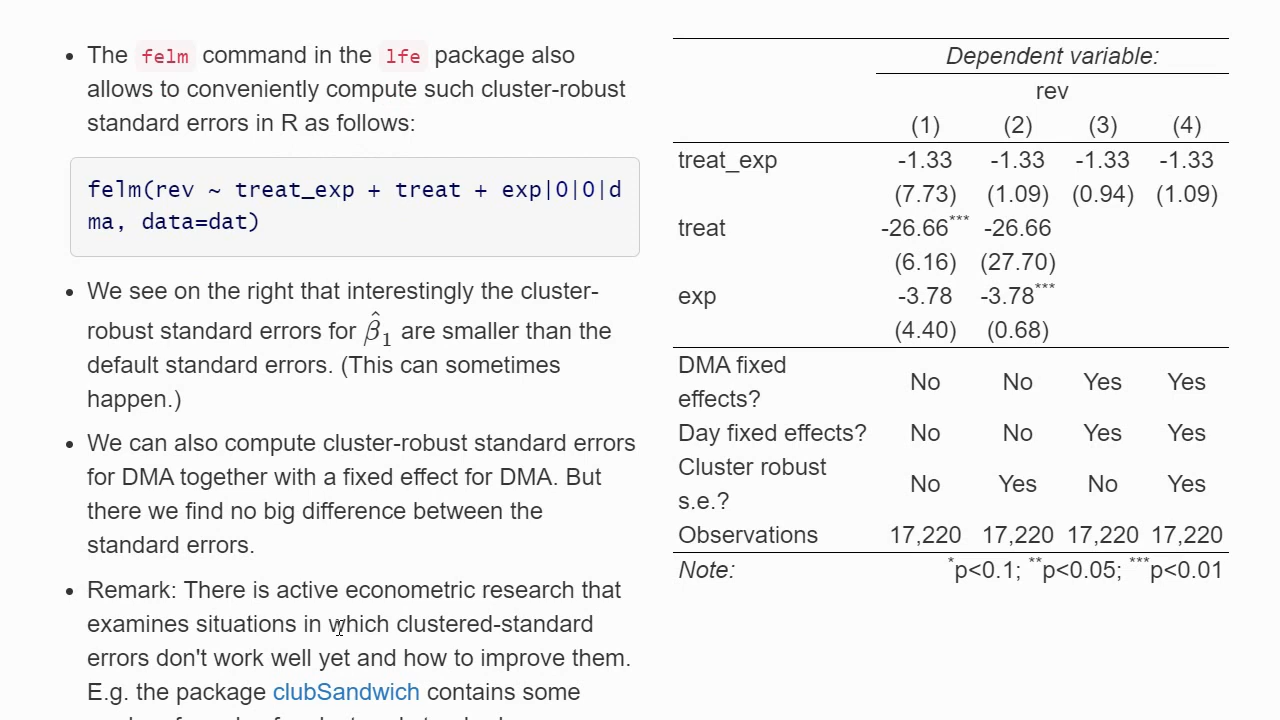 The felm command in the lfe package also
allows to conveniently compute such cluster-robust
standard errors in R as follows:
felm(rev ~ treat_exp + treat + exp|0|0|d
ma, data=dat)
We see on the right that interestingly the cluster-
robust standard errors for β̂₁ are smaller than the
default standard errors. (This can sometimes
happen.)
We can also compute cluster-robust standard errors
for DMA together with a fixed effect for DMA. But
there we find no big difference between the
standard errors.
Remark: There is active econometric research that
examines situations in which clustered-standard
errors don't work well yet and how to improve them.
E.g. the package clubSandwich contains some
Dependent variable:
rev
(1) (2) (3) (4)
treat_exp -1.33 -1.33 -1.33 -1.33
(7.73) (1.09) (0.94) (1.09)
treat -26.66*** -26.66
(6.16) (27.70)
exp -3.78 -3.78***
(4.40) (0.68)
DMA fixed
effects? No No Yes Yes
Day fixed effects? No No Yes Yes
Cluster robust
s.e.? No Yes No Yes
Observations 17,220 17,220 17,220 17,220
Note: *p<0.1; **p<0.05; ***p<0.01